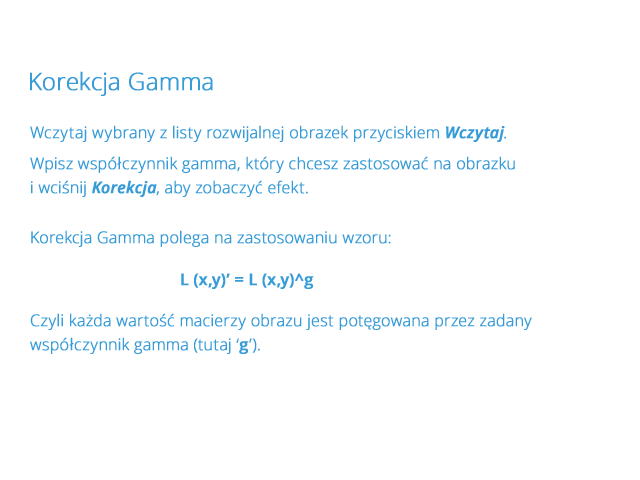 Korekcja Gamma
Wczytaj wybrany z listy rozwijalnej obrazek przyciskiem Wczytaj.
Wpisz współczynnik gamma, który chcesz zastosować na obrazku
i wciśnij Korekcja, aby zobaczyć efekt.
Korekcja Gamma polega na zastosowaniu wzoru:
L (x,y)’ = L (x,y)^g
Czyli każda wartość macierzy obrazu jest potęgowana przez zadany
współczynnik gamma (tutaj ‘g’).